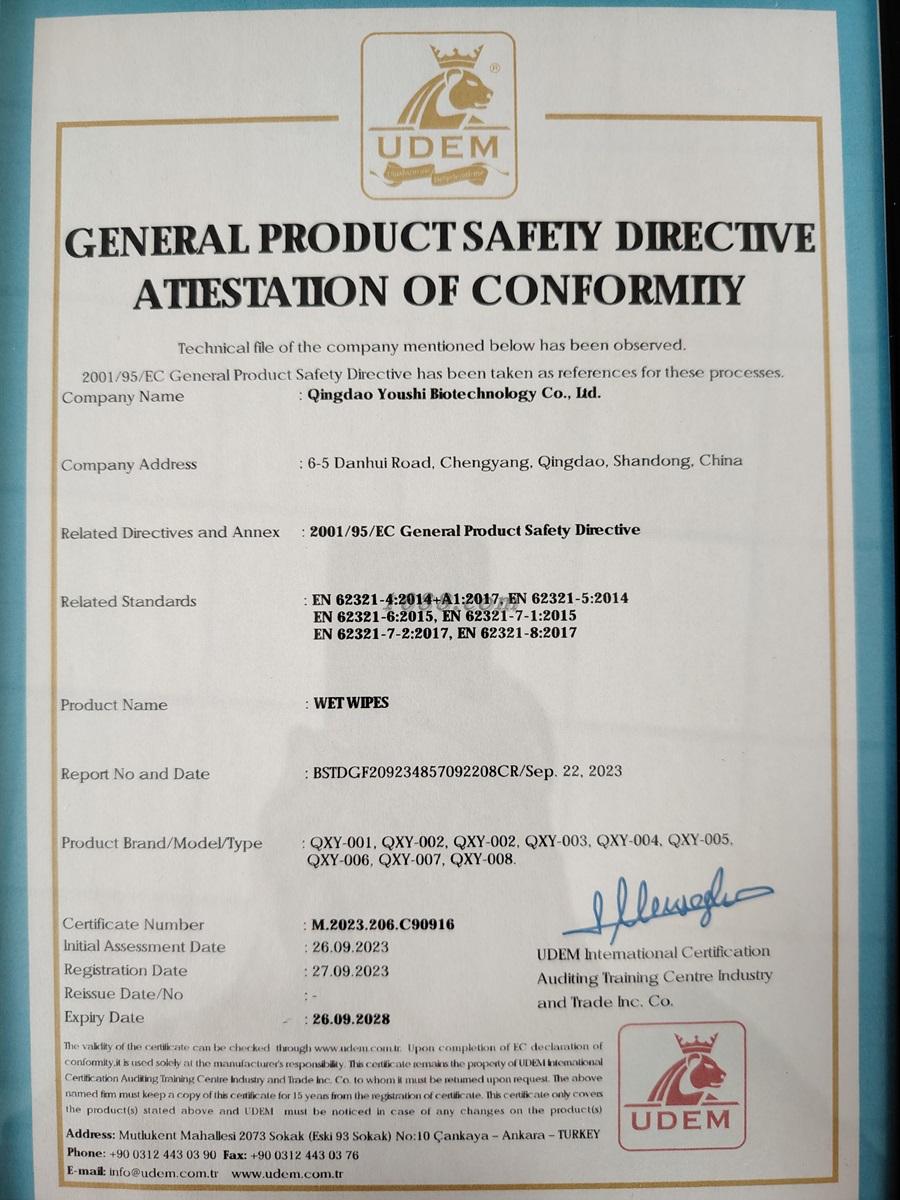 ®
UDEM
GENERAL PRODUCT SAFETY DIRECTIVE
ATTESTATION OF CONFORMITY
Technical file of the company mentioned below has been observed.
2001/95/EC General Product Safety Directive has been taken as references for these processes.
Company Name : Qingdao Youshi Biotechnology Co., Ltd.
Company Address : 6-5 Danhui Road, Chengyang, Qingdao, Shandong, China
Related Directives and Annex : 2001/95/EC General Product Safety Directive
Related Standards : EN 62321-4:2014+A1:2017, EN 62321-5:2014
EN 62321-6:2015, EN 62321-7-1:2015
EN 62321-7-2:2017, EN 62321-8:2017
Product Name : WET WIPES
Report No and Date : BSTDGF209234857092208CR/Sep. 22, 2023
Product Brand/Model/Type : QXY-001, QXY-002, QXY-002, QXY-003, QXY-004, QXY-005,
QXY-006, QXY-007, QXY-008.
Certificate Number : M.2023.206.C90916
Initial Assessment Date : 26.09.2023
Registration Date : 27.09.2023
Reissue Date/No : -
Expiry Date : 26.09.2028
UDEM International Certification
Auditing Training Centre Industry
and Trade Inc. Co.
The validity of the certificate can be checked through www.udem.com.tr. Upon completion of EC declaration of
conformity,it is used solely at the manufacturer's responsibility. This certificate remains the property of UDEM International
Certification Auditing Training Centre Industry and Trade Inc. Co. to whom it must be returned upon request. The above
named firm must keep a copy of this certificate for 15 years from the registration of certificate. This certificate only covers
the product(s) stated above and UDEM must be noticed in case of any changes on the product(s)
UDEM
Address: Mutlukent Mahallesi 2073 Sokak (Eski 93 Sokak) No:10 Çankaya – Ankara – TURKEY
Phone: +90 0312 443 03 90 Fax: +90 0312 443 03 76
E-mail: info@udem.com.tr www.udem.com.tr